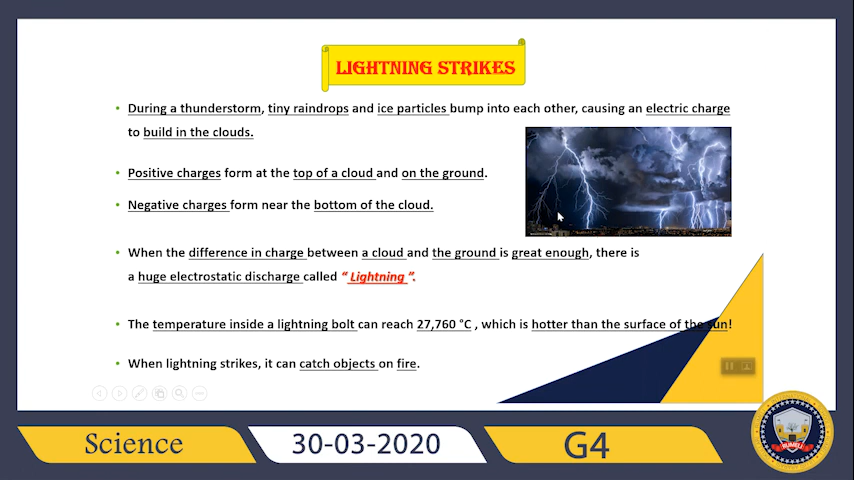 LIGHTNING STRIKES
• During a thunderstorm, tiny raindrops and ice particles bump into each other, causing an electric charge
to build in the clouds.
• Positive charges form at the top of a cloud and on the ground.
• Negative charges form near the bottom of the cloud.
• When the difference in charge between a cloud and the ground is great enough, there is
a huge electrostatic discharge called “ Lightning ”.
• The temperature inside a lightning bolt can reach 27,760 °C , which is hotter than the surface of the sun!
• When lightning strikes, it can catch objects on fire.
Science
30-03-2020
G4